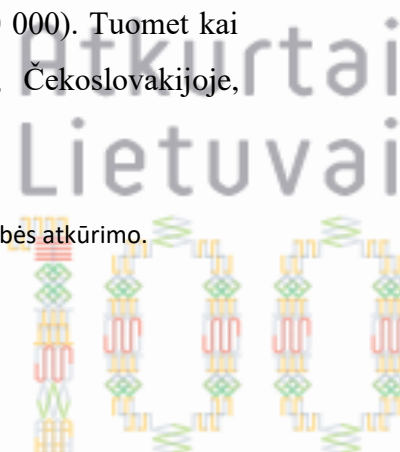 000). Tuomet kai
Čekoslovakijoje,
Atkurtai
Lietuvai
bės atkūrimo.
100